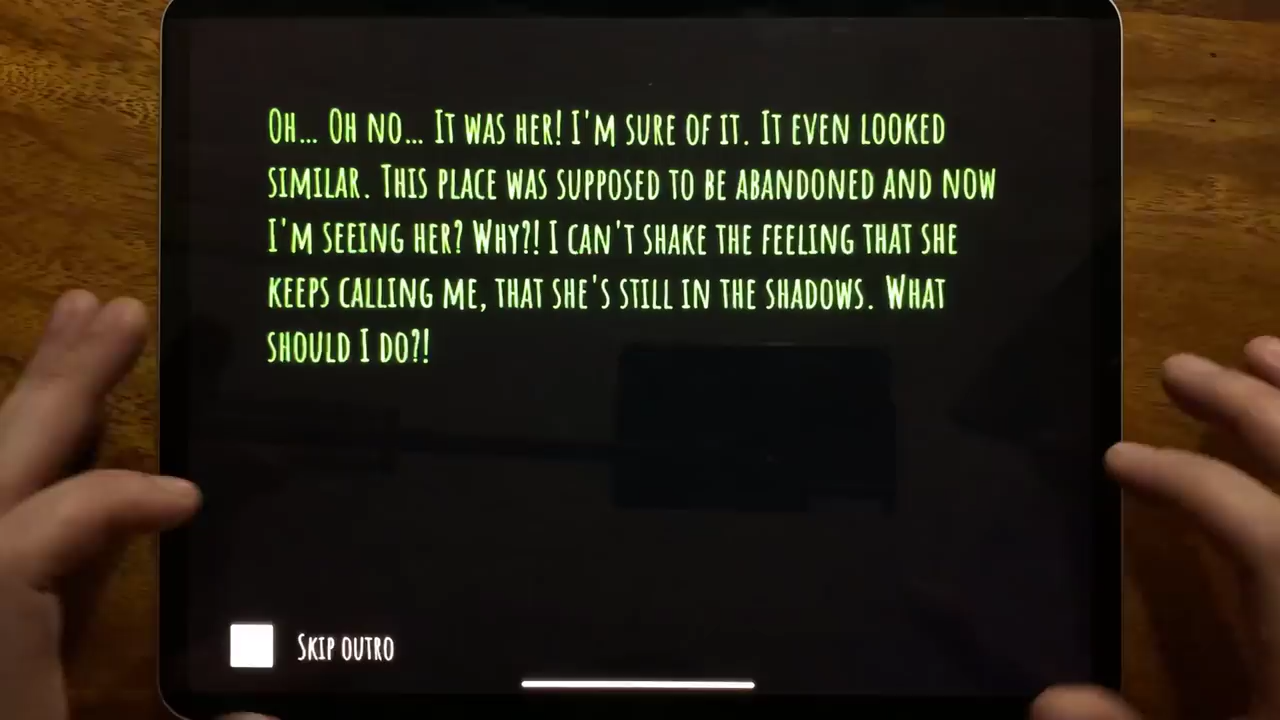 Oh... Oh no... It was her! I'm sure of it. It even looked
similar. This place was supposed to be abandoned and now
I'm seeing her? Why?! I can't shake the feeling that she
keeps calling me, that she's still in the shadows. What
should I do?!
Skip outro